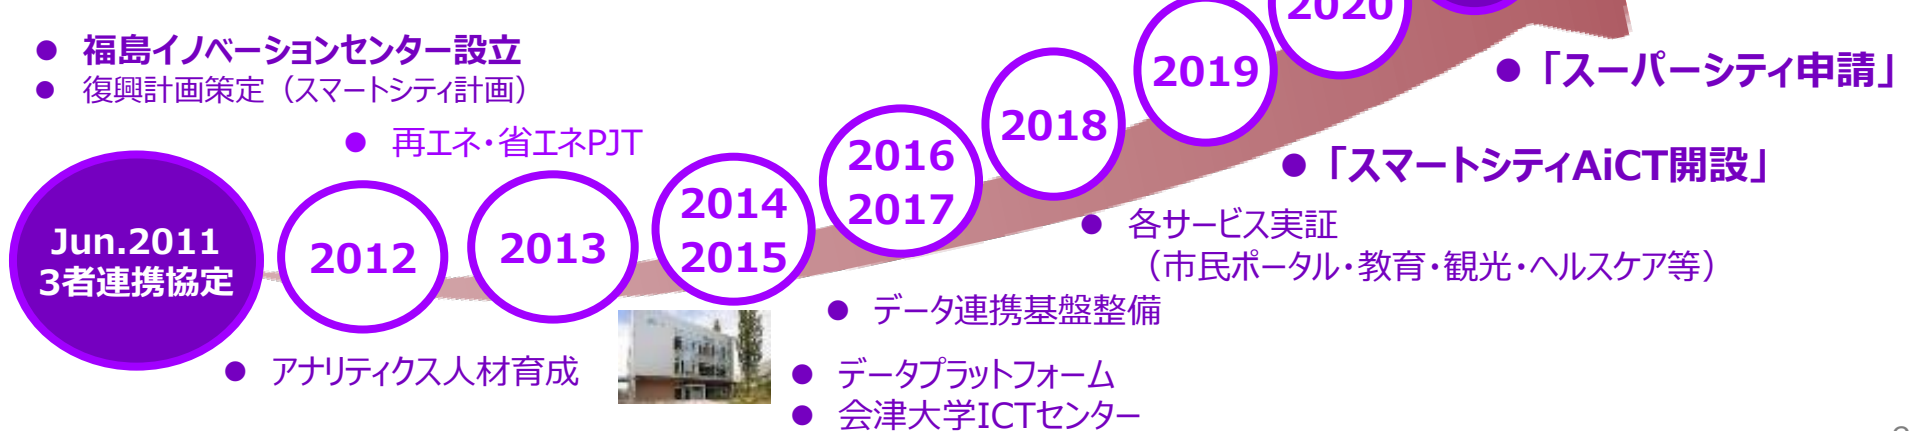 ● 福島イノベーションセンター設立
● 復興計画策定（スマートシティ計画）
● 再エネ・省エネPJT
Jun.2011
3者連携協定
2012
2013
2014
2015
2016
2017
2018
2019
2020
● 「スーパーシティ申請」
● 「スマートシティAiCT開設」
● 各サービス実証
（市民ポータル・教育・観光・ヘルスケア等）
● データ連携基盤整備
● アナリティクス人材育成
● データプラットフォーム
● 会津大学ICTセンター